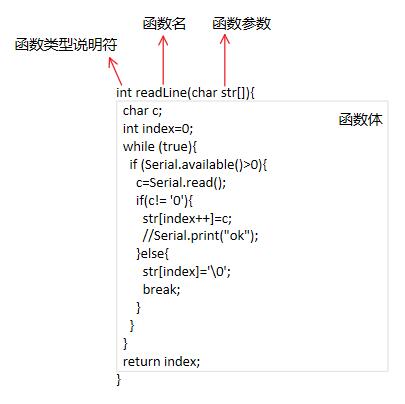 函数名 函数参数
函数类型说明符
int readLine(char str[]){
函数体
char c;
int index=0;
while (true){
if (Serial.available()>0){
c=Serial.read();
if(c!= '0'){
str[index++]=c;
//Serial.print("ok");
}else{
str[index]='\0';
break;
}
}
}
return index;
}